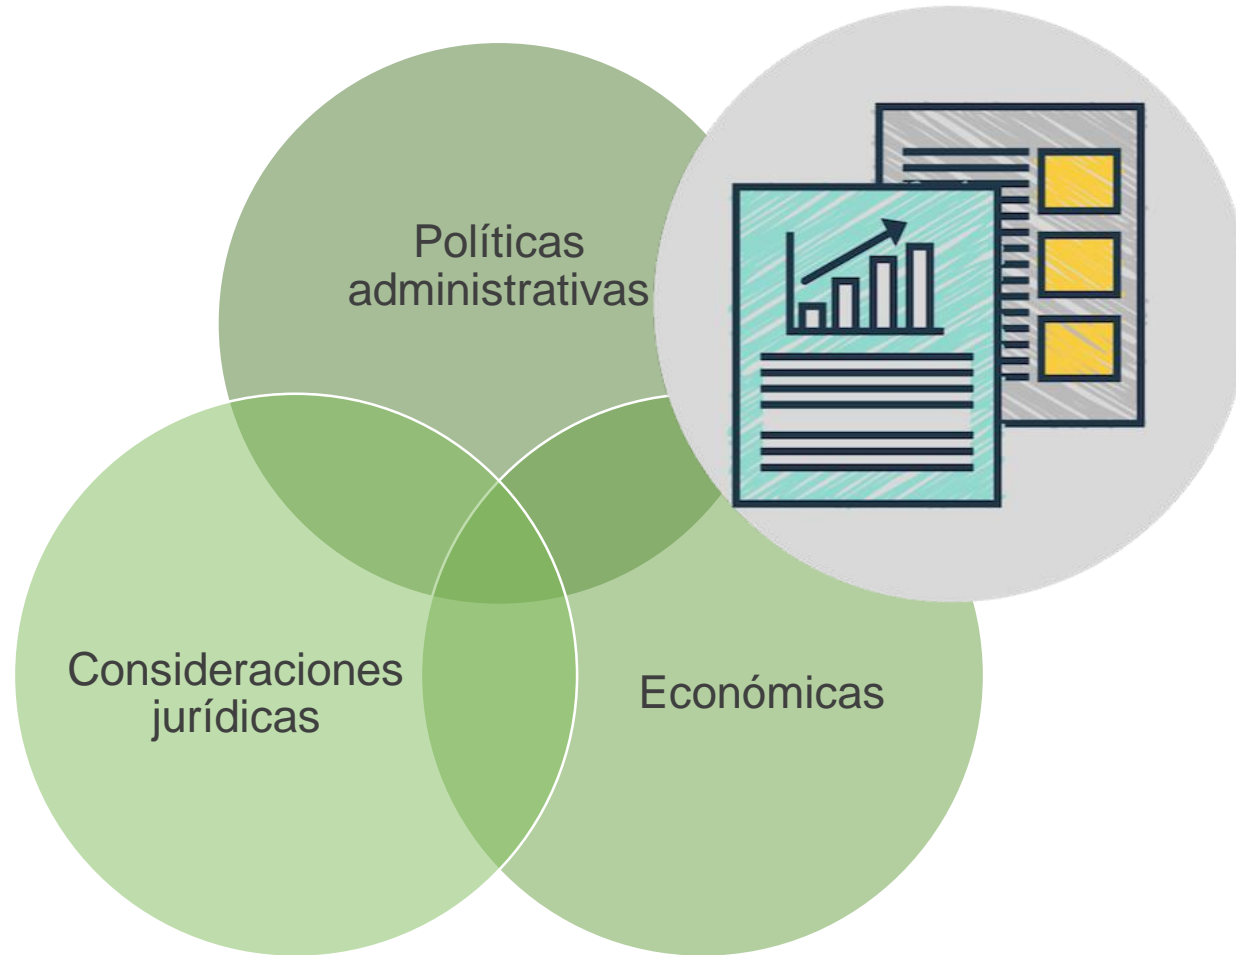 Políticas
administrativas
Consideraciones
jurídicas
Económicas